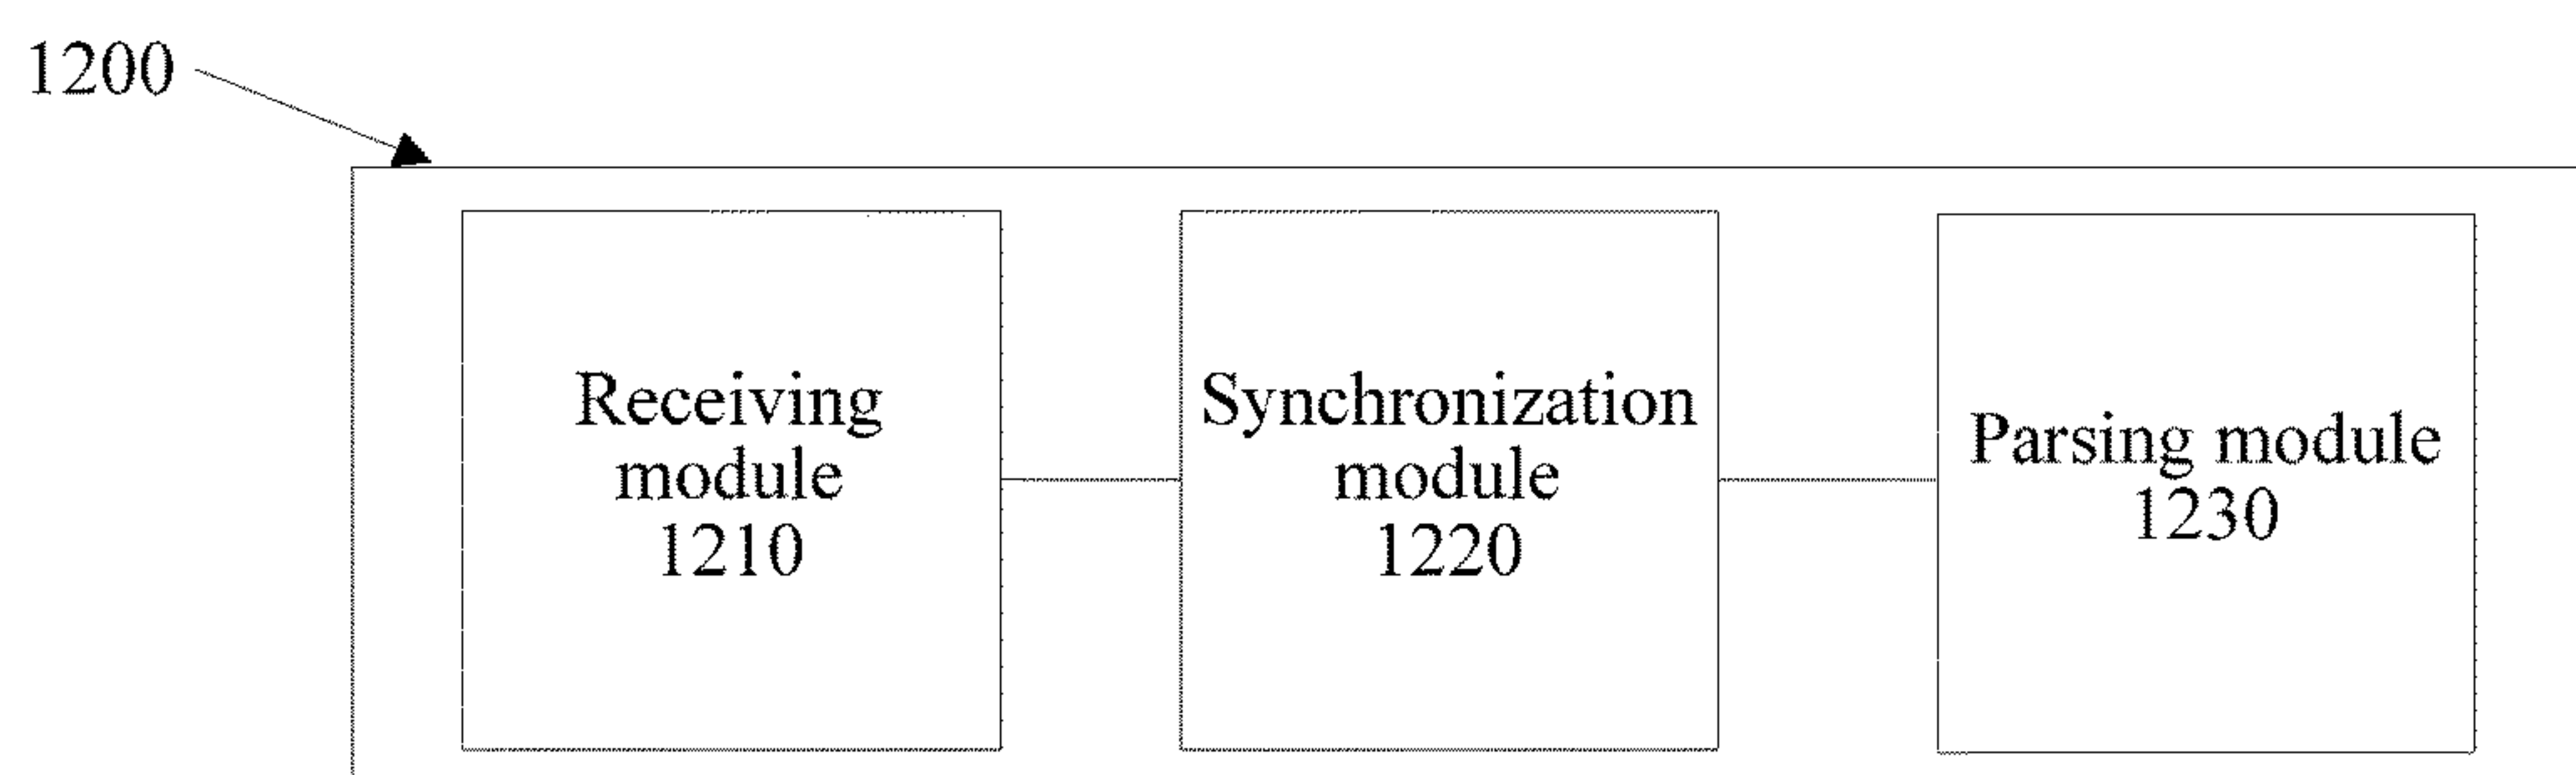 1200
Receiving
module
1210
Synchronization
module
1220
Parsing module
1230